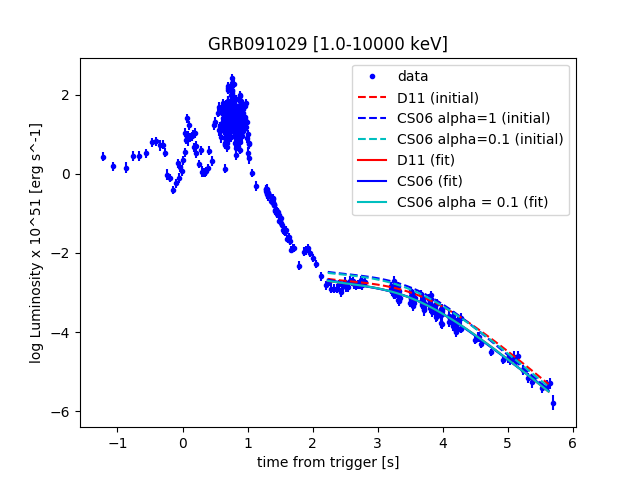 GRB091029 [1.0-10000 keV]
data
D11 (initial)
CS06 alpha=1 (initial)
CS06 alpha=0.1 (initial)
D11 (fit)
CS06 (fit)
CS06 alpha = 0.1 (fit)
log Luminosity x 10^51 [erg s^-1]
2
0
−2
−4
−6
−1 0 1 2 3 4 5 6
time from trigger [s]